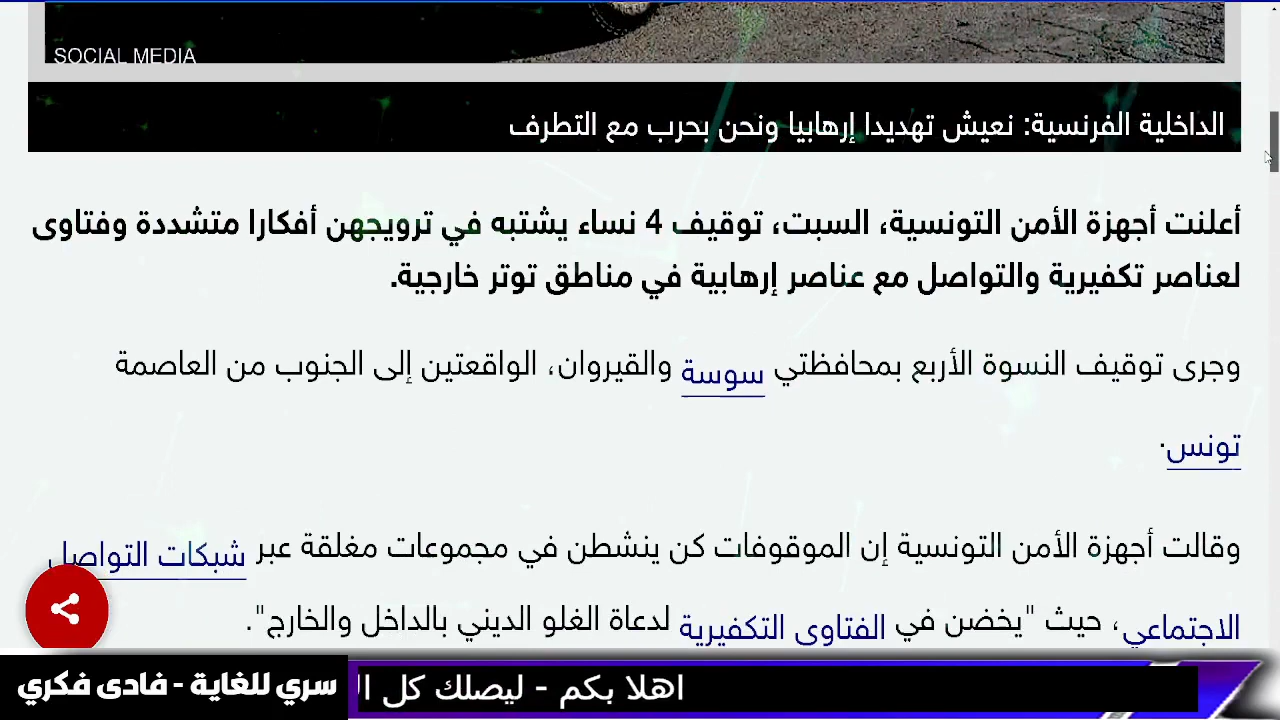 SOCIAL MEDIA
الداخلية الفرنسية: نعيش تهديدا إرهابيا ونحن بحرب مع التطرف
أعلنت أجهزة الأمن التونسية، السبت، توقيف 4 نساء يشتبه في ترويجهن أفكارا متشددة وفتاوى
لعناصر تكفيرية والتواصل مع عناصر إرهابية في مناطق توتر خارجية.
وجرى توقيف النسوة الأربع بمحافظتي سوسة والقيروان، الواقعتين إلى الجنوب من العاصمة
تونس.
وقالت أجهزة الأمن التونسية إن الموقوفات كن ينشطن في مجموعات مغلقة عبر شبكات التواصل
الاجتماعي، حيث "يخضن في الفتاوى التكفيرية لدعاة الغلو الديني بالداخل والخارج".
اهلا بكم - ليصلك كل
سري للغاية - فادى فكري